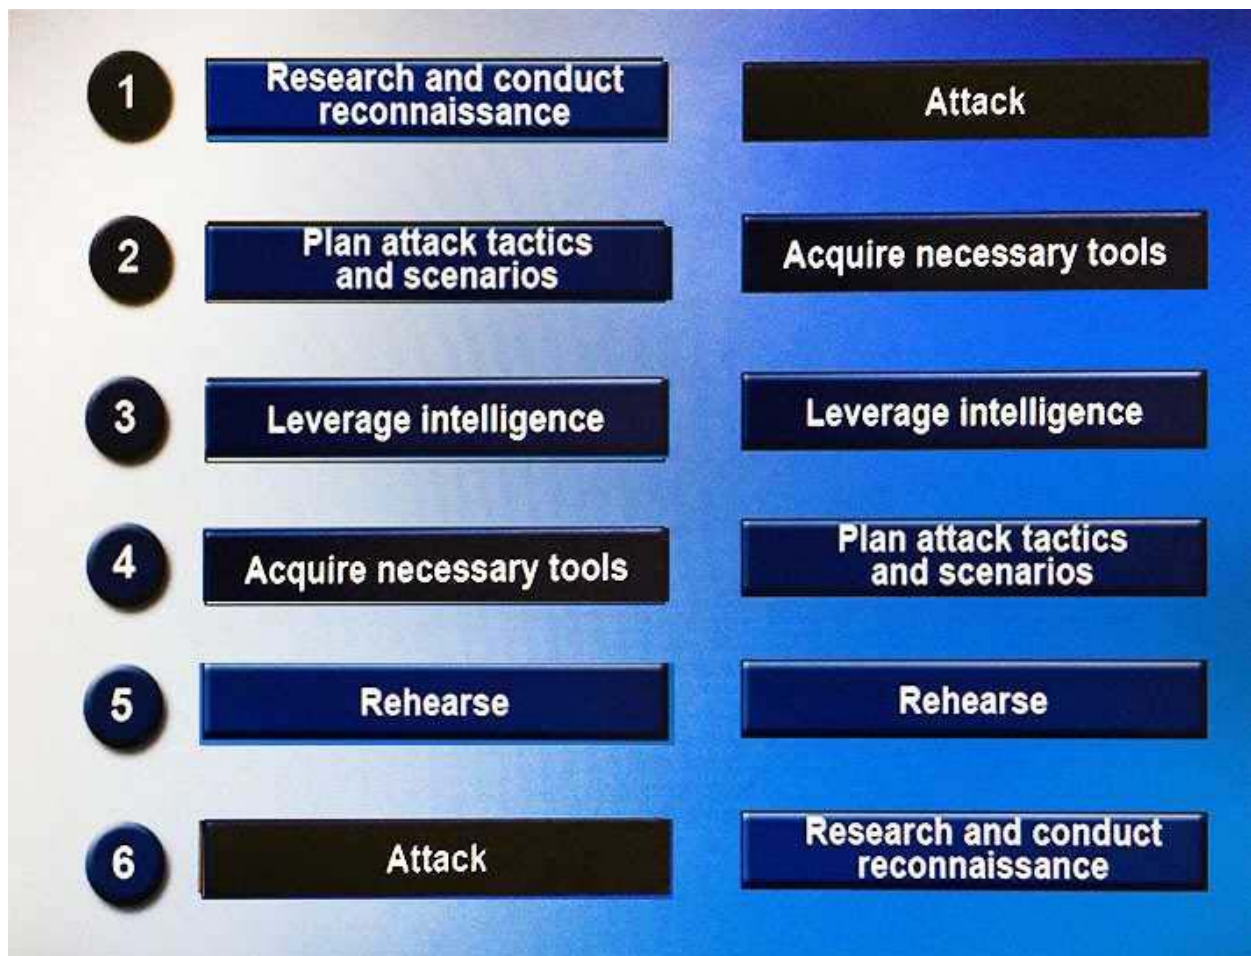 1
Research and conduct
reconnaissance
Attack
2
Plan attack tactics
and scenarios
Acquire necessary tools
3
Leverage intelligence
Leverage intelligence
4
Acquire necessary tools
Plan attack tactics
and scenarios
5
Rehearse
Rehearse
6
Attack
Research and conduct
reconnaissance